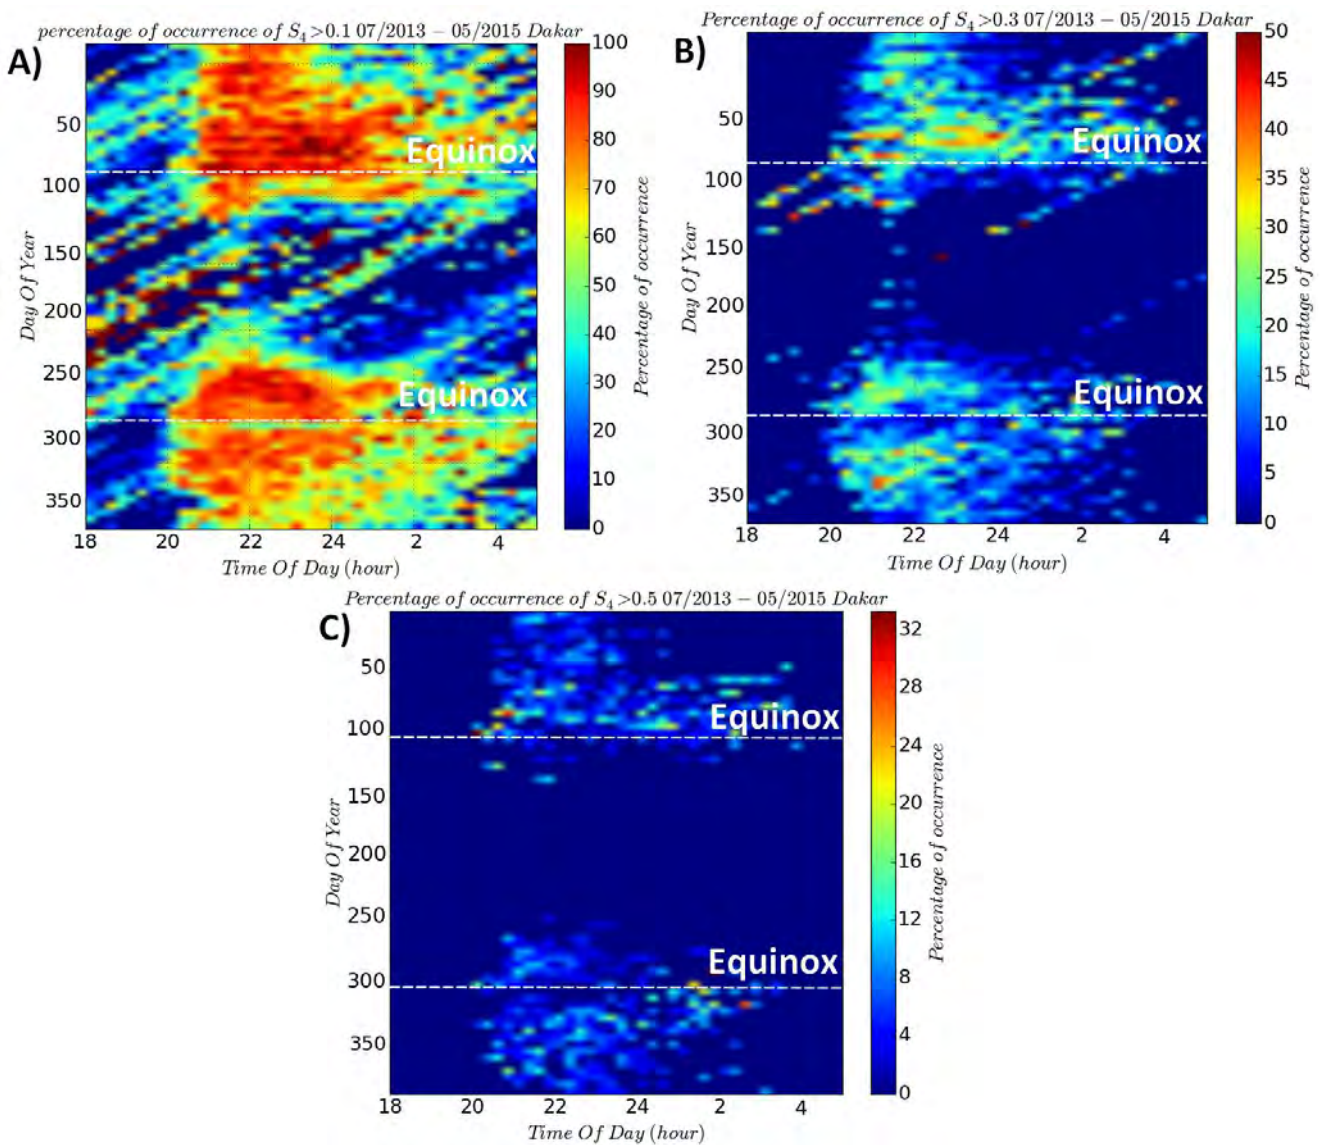 percentage of occurrence of S₄>0.1 07/2013 − 05/2015 Dakar
A)
50
100
150
200
250
300
350
Day Of Year
Equinox
Equinox
18 20 22 24 2 4
Time Of Day (hour)
100
90
80
70
60
50
40
30
20
10
0
Percentage of occurrence
Percentage of occurrence of S₄>0.3 07/2013 − 05/2015 Dakar
B)
50
100
150
200
250
300
350
Day Of Year
Equinox
Equinox
18 20 22 24 2 4
Time Of Day (hour)
50
45
40
35
30
25
20
15
10
5
0
Percentage of occurrence
Percentage of occurrence of S₄>0.5 07/2013 − 05/2015 Dakar
C)
50
100
150
200
250
300
350
Day Of Year
Equinox
Equinox
18 20 22 24 2 4
Time Of Day (hour)
32
28
24
20
16
12
8
4
0
Percentage of occurrence